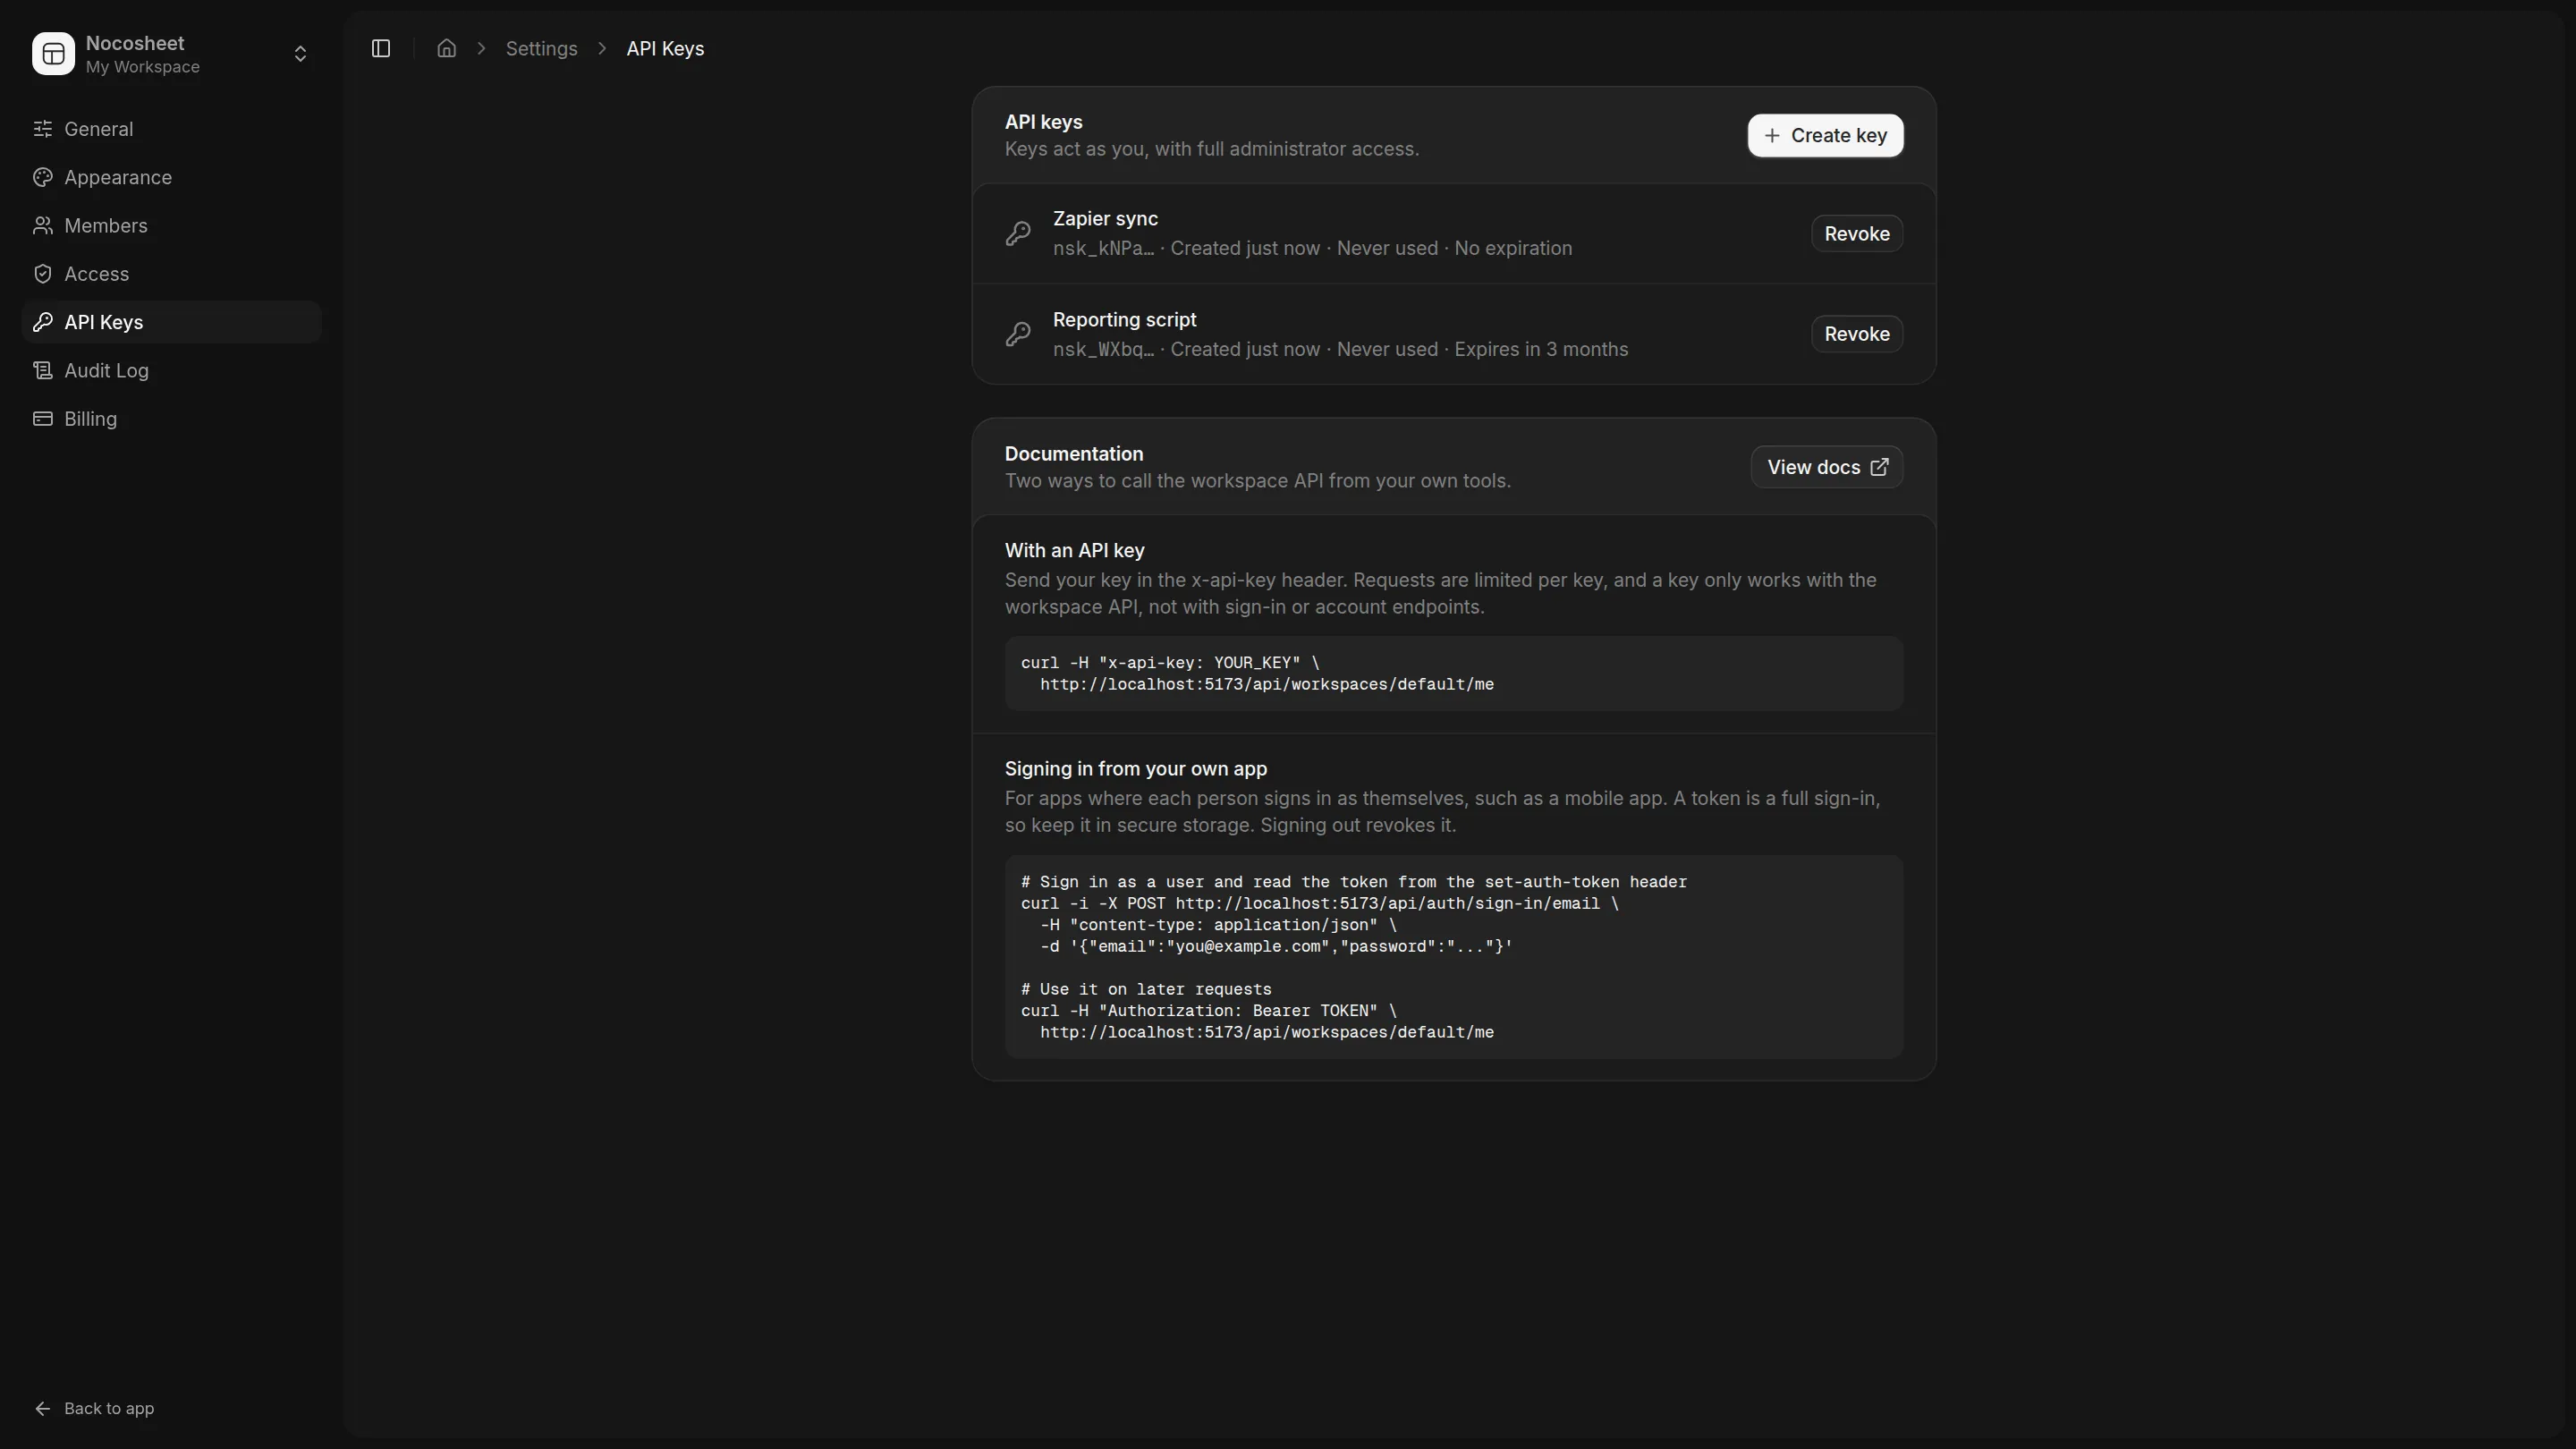 Nocosheet
My Workspace
General
Appearance
Members
Access
API Keys
Audit Log
Billing
Back to app
Settings
API Keys
API keys
Keys act as you, with full administrator access.
Create key
Zapier sync
nsk_kNPa… · Created just now · Never used · No expiration
Revoke
Reporting script
nsk_WXbq… · Created just now · Never used · Expires in 3 months
Revoke
Documentation
Two ways to call the workspace API from your own tools.
View docs
With an API key
Send your key in the x-api-key header. Requests are limited per key, and a key only works with the
workspace API, not with sign-in or account endpoints.
curl -H "x-api-key: YOUR_KEY" \
  http://localhost:5173/api/workspaces/default/me
Signing in from your own app
For apps where each person signs in as themselves, such as a mobile app. A token is a full sign-in,
so keep it in secure storage. Signing out revokes it.
# Sign in as a user and read the token from the set-auth-token header
curl -i -X POST http://localhost:5173/api/auth/sign-in/email \
  -H "content-type: application/json" \
  -d '{"email":"you@example.com","password":"..."}'
# Use it on later requests
curl -H "Authorization: Bearer TOKEN" \
  http://localhost:5173/api/workspaces/default/me